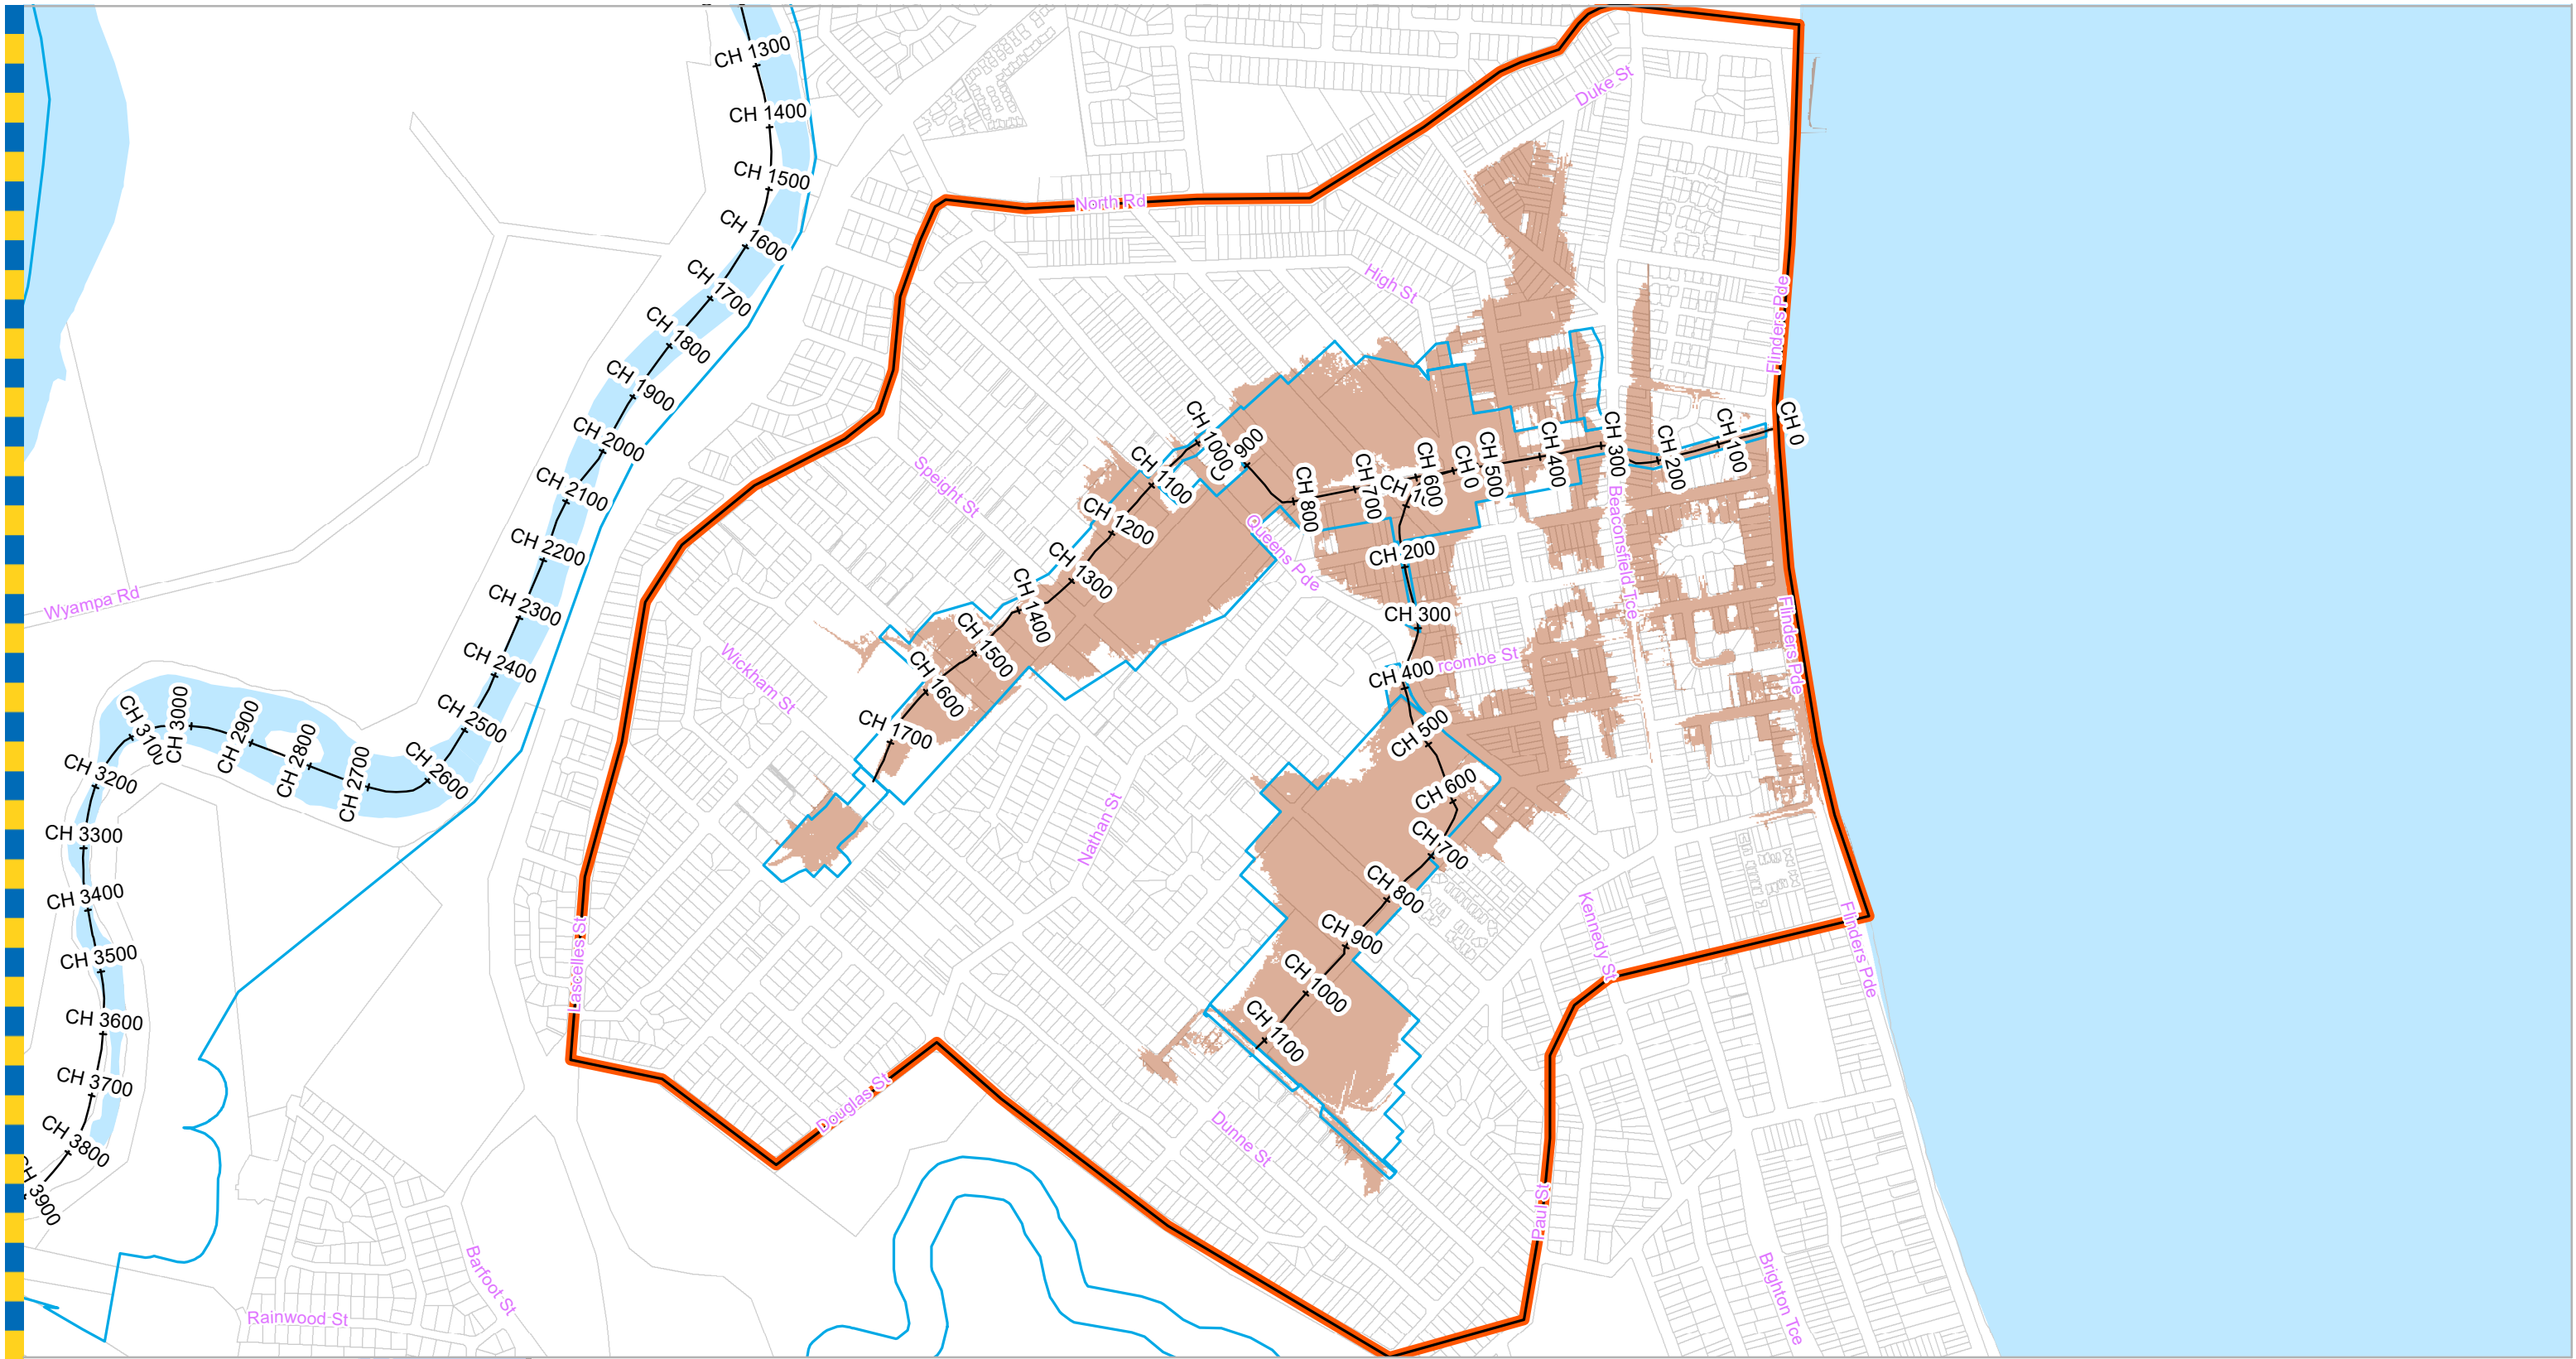 CH 1300
CH 1400
CH 1500
CH 1600
CH 1700
CH 1800
CH 1900
CH 2000
CH 2100
CH 2200
CH 2300
CH 2400
CH 2500
CH 2600
CH 2700
CH 2800
CH 2900
CH 3000
CH 3100
CH 3200
CH 3300
CH 3400
CH 3500
CH 3600
CH 3700
CH 3800
CH 3900
Wyampa Rd
Rainwood St
Barfoot St
Lascelles St
Douglas St
Wickham St
Speight St
North Rd
High St
Duke St
Flinders Pde
CH 0
CH 100
CH 200
CH 300
CH 400
CH 500
CH 0
CH 600
CH 700
CH 800
900
CH 1000
CH 1100
CH 1200
CH 1300
CH 1400
CH 1500
CH 1600
CH 1700
Queens Pde
Beaconsfield Tce
Flinders Pde
CH 200
CH 300
CH 400
CH 500
CH 600
CH 700
CH 800
CH 900
CH 1000
CH 1100
Nathan St
Dunne St
Kennedy St
Paul St
Flinders Pde
Brighton Tce